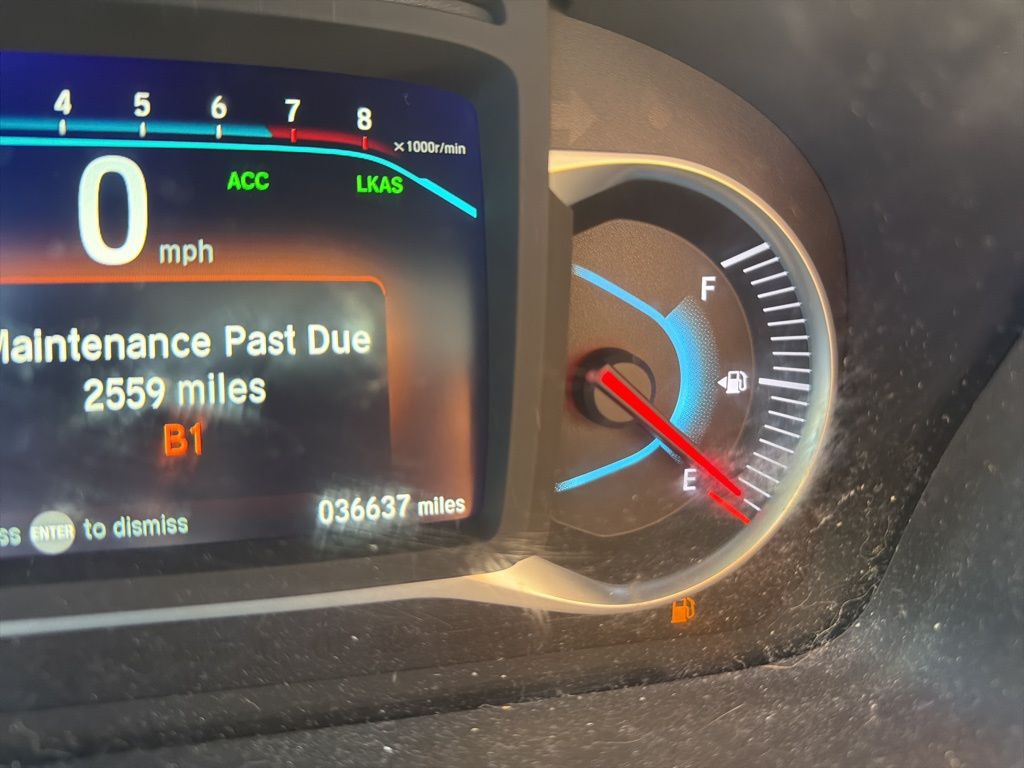 4 5 6 7 8
×1000r/min
ACC LKAS
0 mph
Maintenance Past Due
2559 miles
B1
ENTER to dismiss
036637 miles
F
E